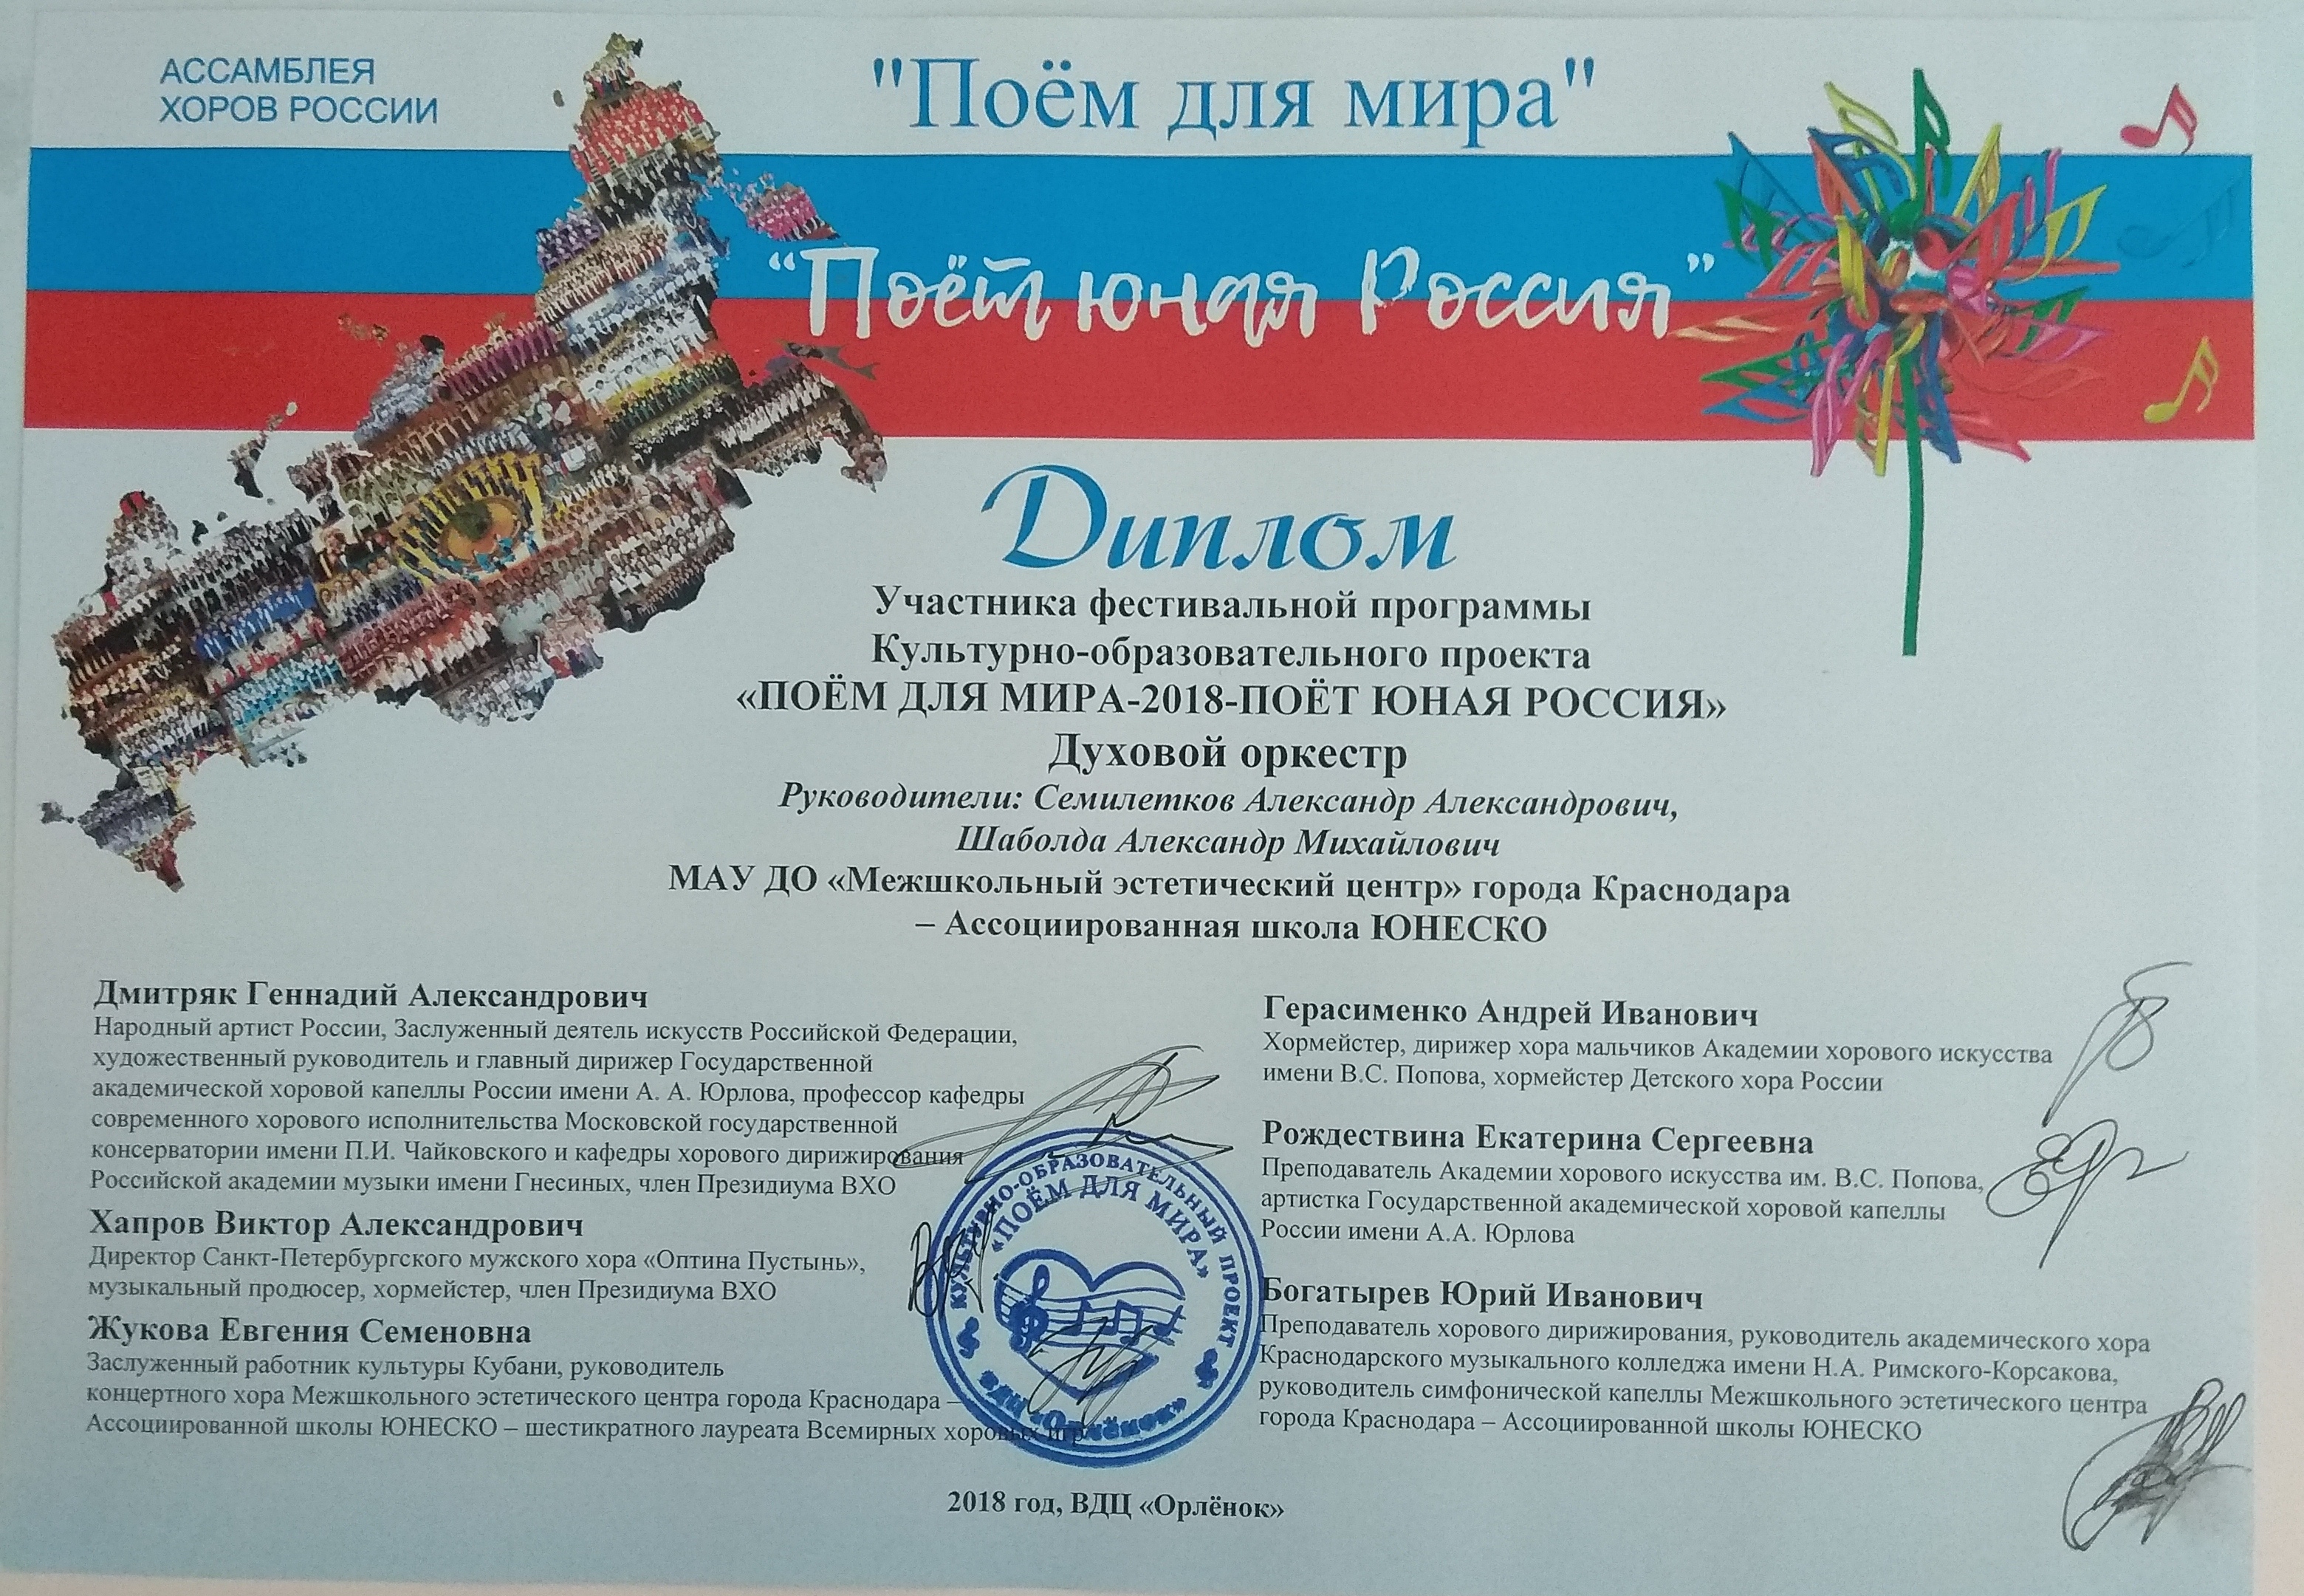 АССАМБЛЕЯ
ХОРОВ РОССИИ
"Поём для мира"
“Поёт юная Россия”
Диплом
Участника фестивальной программы
Культурно-образовательного проекта
«ПОЁМ ДЛЯ МИРА-2018-ПОЁТ ЮНАЯ РОССИЯ»
Духовой оркестр
Руководители: Семилетков Александр Александрович,
Шаболда Александр Михайлович
МАУ ДО «Межшкольный эстетический центр» города Краснодара
– Ассоциированная школа ЮНЕСКО
Дмитряк Геннадий Александрович
Народный артист России, Заслуженный деятель искусств Российской Федерации,
художественный руководитель и главный дирижер Государственной
академической хоровой капеллы России имени А. А. Юрлова, профессор кафедры
современного хорового исполнительства Московской государственной
консерватории имени П.И. Чайковского и кафедры хорового дирижирования
Российской академии музыки имени Гнесиных, член Президиума ВХО
Хапров Виктор Александрович
Директор Санкт-Петербургского мужского хора «Оптина Пустынь»,
музыкальный продюсер, хормейстер, член Президиума ВХО
Жукова Евгения Семеновна
Заслуженный работник культуры Кубани, руководитель
концертного хора Межшкольного эстетического центра города Краснодара –
Ассоциированной школы ЮНЕСКО – шестикратного лауреата Всемирных хоровых игр
Герасименко Андрей Иванович
Хормейстер, дирижер хора мальчиков Академии хорового искусства
имени В.С. Попова, хормейстер Детского хора России
Рождествина Екатерина Сергеевна
Преподаватель Академии хорового искусства им. В.С. Попова,
артистка Государственной академической хоровой капеллы
России имени А.А. Юрлова
Богатырев Юрий Иванович
Преподаватель хорового дирижирования, руководитель академического хора
Краснодарского музыкального колледжа имени Н.А. Римского-Корсакова,
руководитель симфонической капеллы Межшкольного эстетического центра
города Краснодара – Ассоциированной школы ЮНЕСКО
КУЛЬТУРНО-ОБРАЗОВАТЕЛЬНЫЙ ПРОЕКТ
«ПОЁМ ДЛЯ МИРА»
ВДЦ «Орлёнок»
2018 год, ВДЦ «Орлёнок»